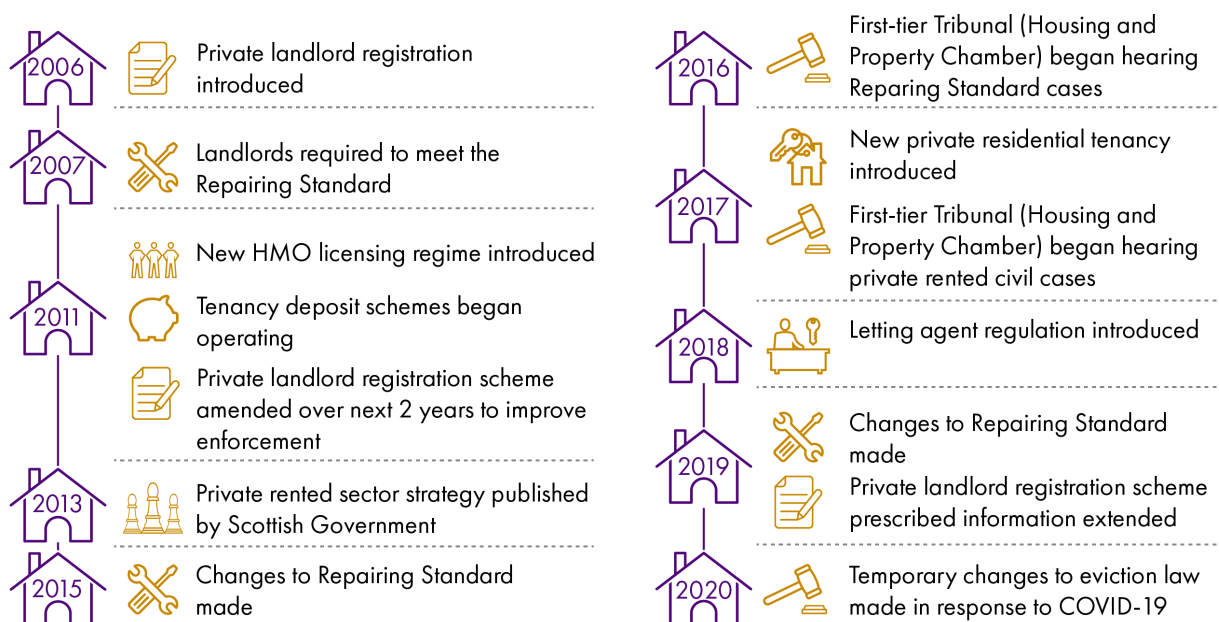 2006
Private landlord registration
introduced
2007
Landlords required to meet the
Repairing Standard
2011
New HMO licensing regime introduced
Tenancy deposit schemes began
operating
Private landlord registration scheme
amended over next 2 years to improve
enforcement
2013
Private rented sector strategy published
by Scottish Government
2015
Changes to Repairing Standard
made
2016
First-tier Tribunal (Housing and
Property Chamber) began hearing
Reparing Standard cases
2017
New private residential tenancy
introduced
First-tier Tribunal (Housing and
Property Chamber) began hearing
private rented civil cases
2018
Letting agent regulation introduced
2019
Changes to Repairing Standard
made
Private landlord registration scheme
prescribed information extended
2020
Temporary changes to eviction law
made in response to COVID-19